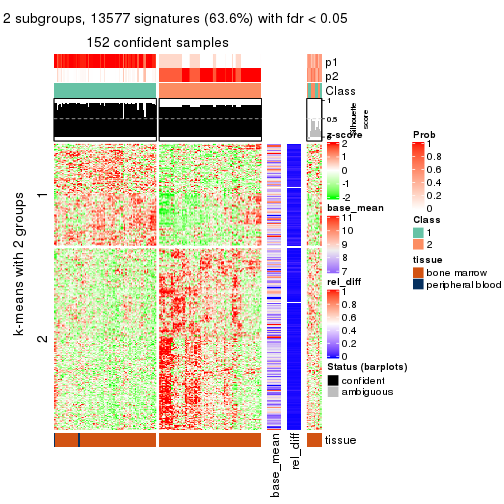 2 subgroups, 13577 signatures (63.6%) with fdr < 0.05
152 confident samples
p1
p2
Class
1
0.5
0
silhouette
score
k-means with 2 groups
1
2
base_mean
rel_diff
tissue
z-score
2
1
0
-1
-2
base_mean
11
10
9
8
7
rel_diff
1
0.8
0.6
0.4
0.2
0
Status (barplots)
confident
ambiguous
Prob
1
0.8
0.6
0.4
0.2
0
Class
1
2
tissue
bone marrow
peripheral blood